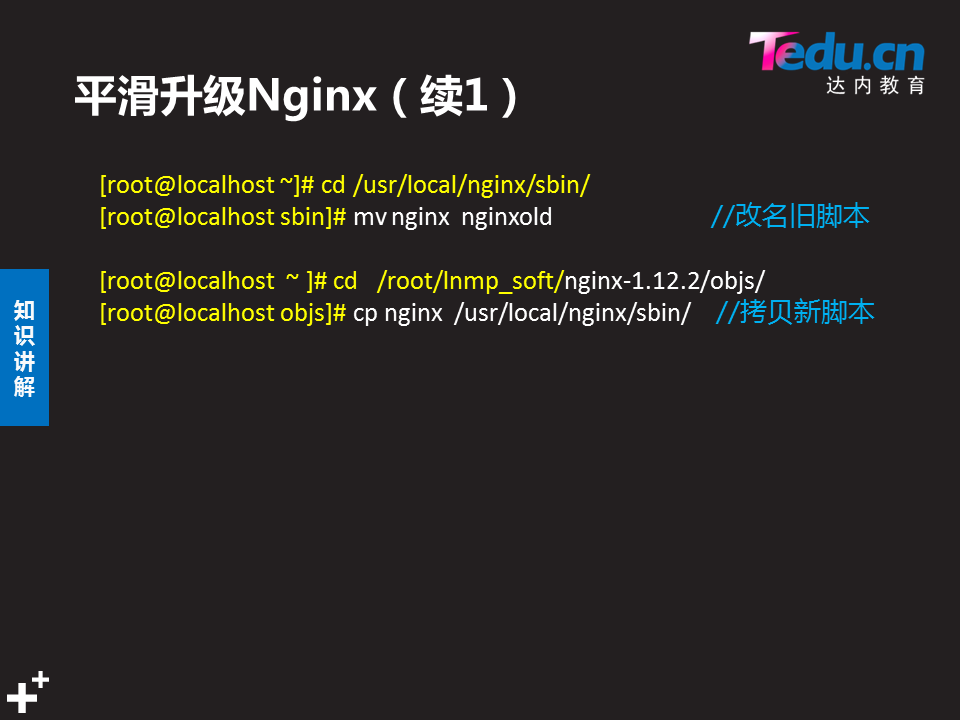 Tedu.cn
达内教育
平滑升级Nginx（续1）
[root@localhost ~]# cd /usr/local/nginx/sbin/
[root@localhost sbin]# mv nginx  nginxold //改名旧脚本
[root@localhost  ~ ]# cd   /root/lnmp_soft/nginx-1.12.2/objs/
[root@localhost objs]# cp nginx  /usr/local/nginx/sbin/ //拷贝新脚本
知
识
讲
解